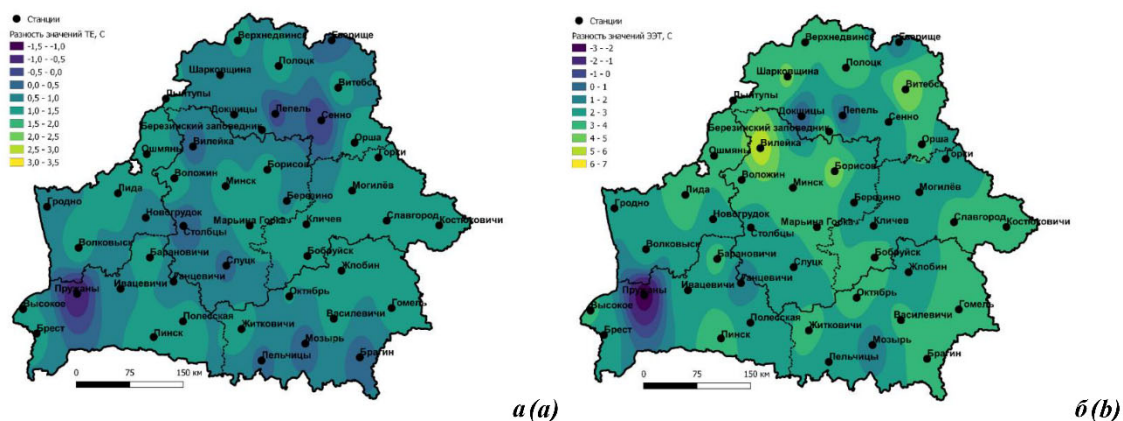 Станции
Разность значений ТЕ, С
-1,5 - -1,0
-1,0 - -0,5
-0,5 - 0,0
0,0 - 0,5
0,5 - 1,0
1,0 - 1,5
1,5 - 2,0
2,0 - 2,5
2,5 - 3,0
3,0 - 3,5
Верхнедвинск
Езерище
Полоцк
Шарковщина
Витебск
Лынтупы
Докшицы
Лепель
Сенно
Березинский заповедник
Вилейка
Орша
Ошмяны
Борисов
Горки
Воложин
Минск
Лида
Березино
Могилёв
Гродно
Новогрудок
Столбцы
Марьина Горка
Кличев
Славгород
Костюковичи
Волковыск
Барановичи
Слуцк
Бобруйск
Жлобин
Пружаны
Ивацевичи
Ганцевичи
Высокое
Октябрь
Гомель
Брест
Полесская
Василевичи
Пинск
Житковичи
Мозырь
Лельчицы
Брагин
0 75 150 км
а (a)
Станции
Разность значений ЭЭТ, С
-3 - -2
-2 - -1
-1 - 0
0 - 1
1 - 2
2 - 3
3 - 4
4 - 5
5 - 6
6 - 7
Верхнедвинск
Езерище
Полоцк
Шарковщина
Витебск
Лынтупы
Докшицы
Лепель
Березинский заповедник
Сенно
Вилейка
Орша
Ошмяны
Борисов
Горки
Воложин
Минск
Лида
Березино
Могилёв
Гродно
Новогрудок
Столбцы
Марьина Горка
Кличев
Славгород
Костюковичи
Волковыск
Барановичи
Слуцк
Бобруйск
Жлобин
Пружаны
Ивацевичи
Ганцевичи
Высокое
Октябрь
Гомель
Брест
Полесская
Василевичи
Пинск
Житковичи
Мозырь
Лельчицы
Брагин
0 75 150 км
б (b)